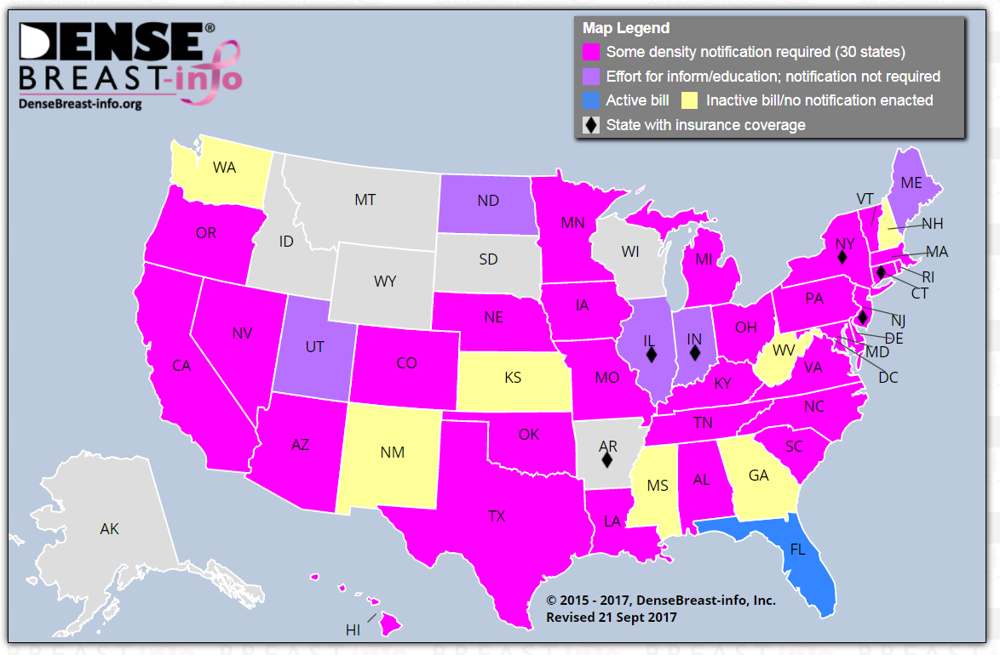 DENSE®
BREAST-info
DenseBreast-info.org
Map Legend
Some density notification required (30 states)
Effort for inform/education; notification not required
Active bill
Inactive bill/no notification enacted
State with insurance coverage
WA
MT
ND
MN
ME
VT
NH
OR
ID
SD
WI
NY
MA
MI
RI
WY
CT
IA
PA
NE
NJ
NV
OH
DE
UT
IL
IN
MD
CA
CO
WV
VA
DC
KS
MO
KY
NC
TN
AZ
NM
OK
AR
SC
MS
AL
GA
TX
LA
AK
FL
HI
© 2015 - 2017, DenseBreast-info, Inc.
Revised 21 Sept 2017